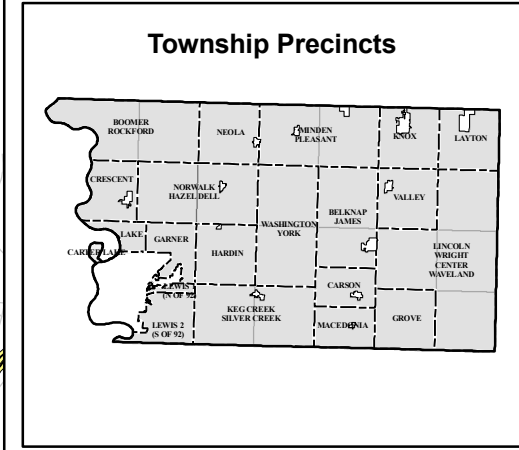 Township Precincts
BOOMER
ROCKFORD
NEOLA
MINDEN
PLEASANT
KNOX
LAYTON
CRESCENT
NORWALK
HAZEL DELL
VALLEY
BELKNAP
JAMES
WASHINGTON
YORK
LAKE
GARNER
CARTER LAKE
HARDIN
LINCOLN
WRIGHT
CENTER
WAVELAND
CARSON
LEWIS 1
(N OF 92)
KEG CREEK
SILVER CREEK
MACEDONIA
GROVE
LEWIS 2
(S OF 92)